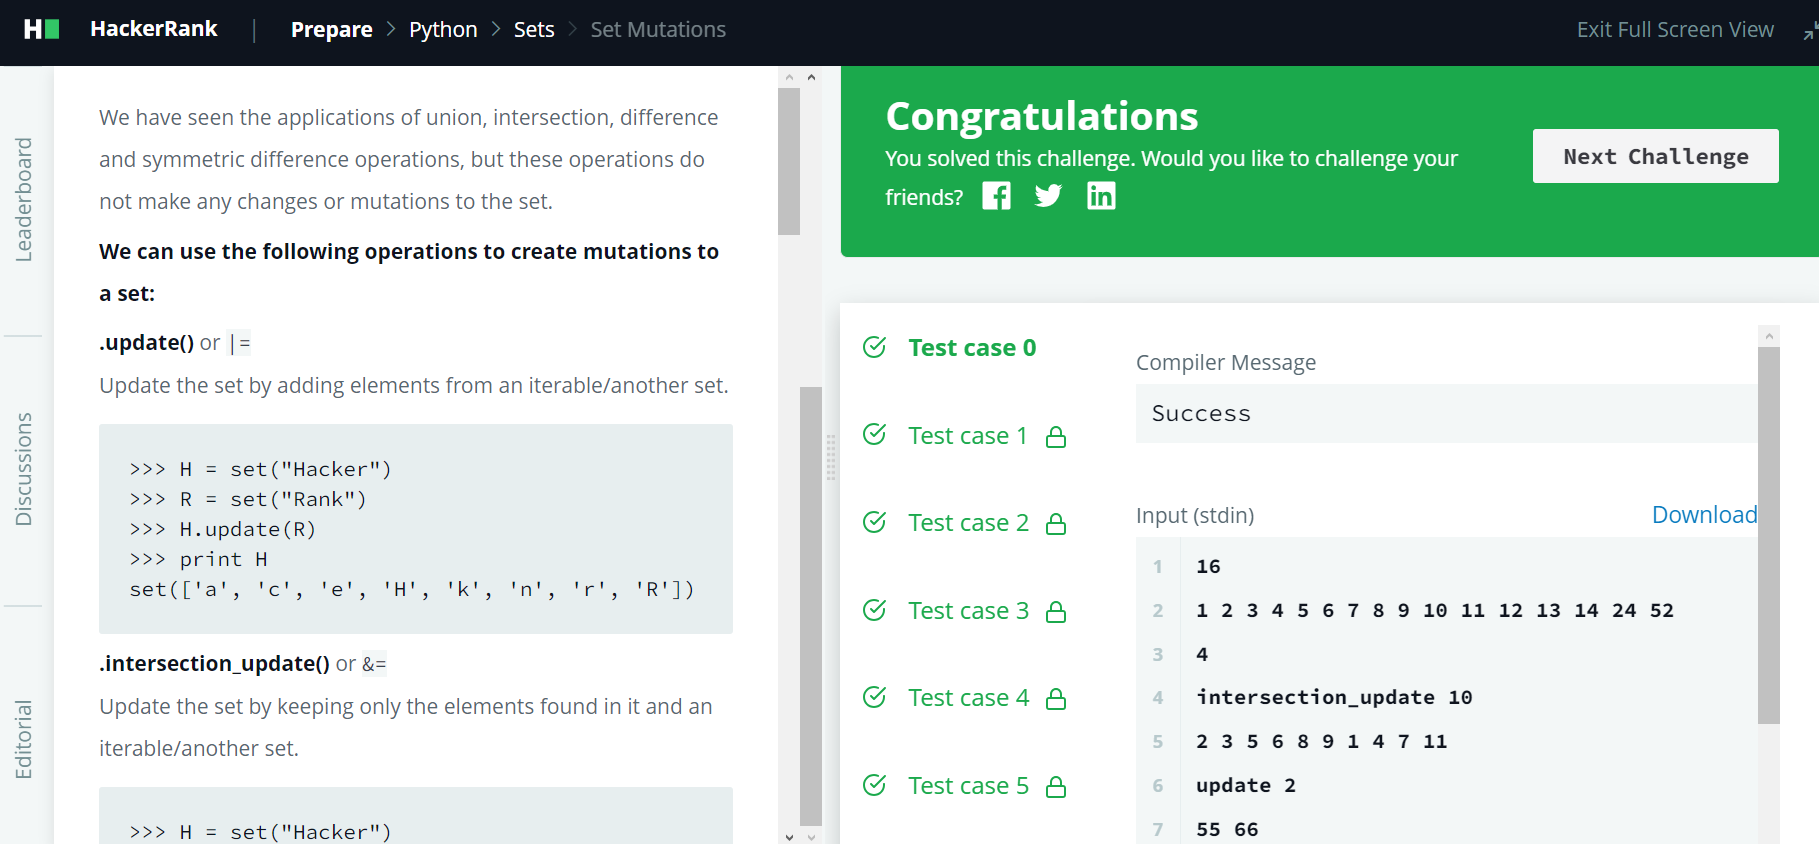 H HackerRank | Prepare > Python > Sets > Set Mutations Exit Full Screen View
Leaderboard
Discussions
Editorial
We have seen the applications of union, intersection, difference
and symmetric difference operations, but these operations do
not make any changes or mutations to the set.
We can use the following operations to create mutations to
a set:
.update() or |=
Update the set by adding elements from an iterable/another set.
>>> H = set("Hacker")
>>> R = set("Rank")
>>> H.update(R)
>>> print H
set(['a', 'c', 'e', 'H', 'k', 'n', 'r', 'R'])
.intersection_update() or &=
Update the set by keeping only the elements found in it and an
iterable/another set.
>>> H = set("Hacker")
Congratulations
You solved this challenge. Would you like to challenge your
friends?
Next Challenge
Test case 0
Test case 1
Test case 2
Test case 3
Test case 4
Test case 5
Compiler Message
Success
Input (stdin) Download
1 16
2 1 2 3 4 5 6 7 8 9 10 11 12 13 14 24 52
3 4
4 intersection_update 10
5 2 3 5 6 8 9 1 4 7 11
6 update 2
7 55 66